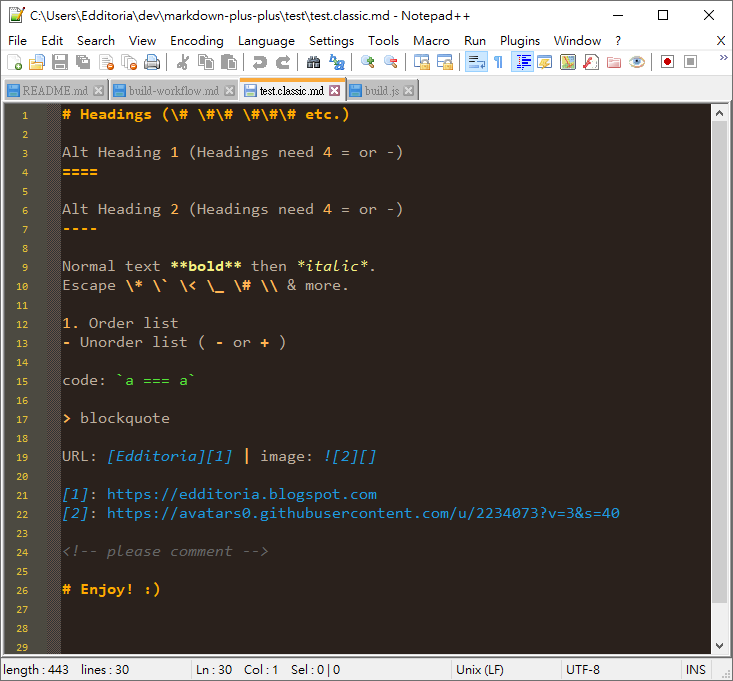 C:\Users\Edditoria\dev\markdown-plus-plus\test\test.classic.md - Notepad++
File Edit Search View Encoding Language Settings Tools Macro Run Plugins Window ? X
README.md build-workflow.md test.classic.md build.js
1 # Headings (\# \#\# \#\#\# etc.)
2
3 Alt Heading 1 (Headings need 4 = or -)
4 ====
5
6 Alt Heading 2 (Headings need 4 = or -)
7 ----
8
9 Normal text **bold** then *italic*.
10 Escape \* \` \< \_ \# \\ & more.
11
12 1. Order list
13 - Unorder list ( - or + )
14
15 code: `a === a`
16
17 > blockquote
18
19 URL: [Edditoria][1] | image: ![2][]
20
21 [1]: https://edditoria.blogspot.com
22 [2]: https://avatars0.githubusercontent.com/u/2234073?v=3&s=40
23
24 <!-- please comment -->
25
26 # Enjoy! :)
27
28
29
length : 443 lines : 30 Ln : 30 Col : 1 Sel : 0 | 0 Unix (LF) UTF-8 INS